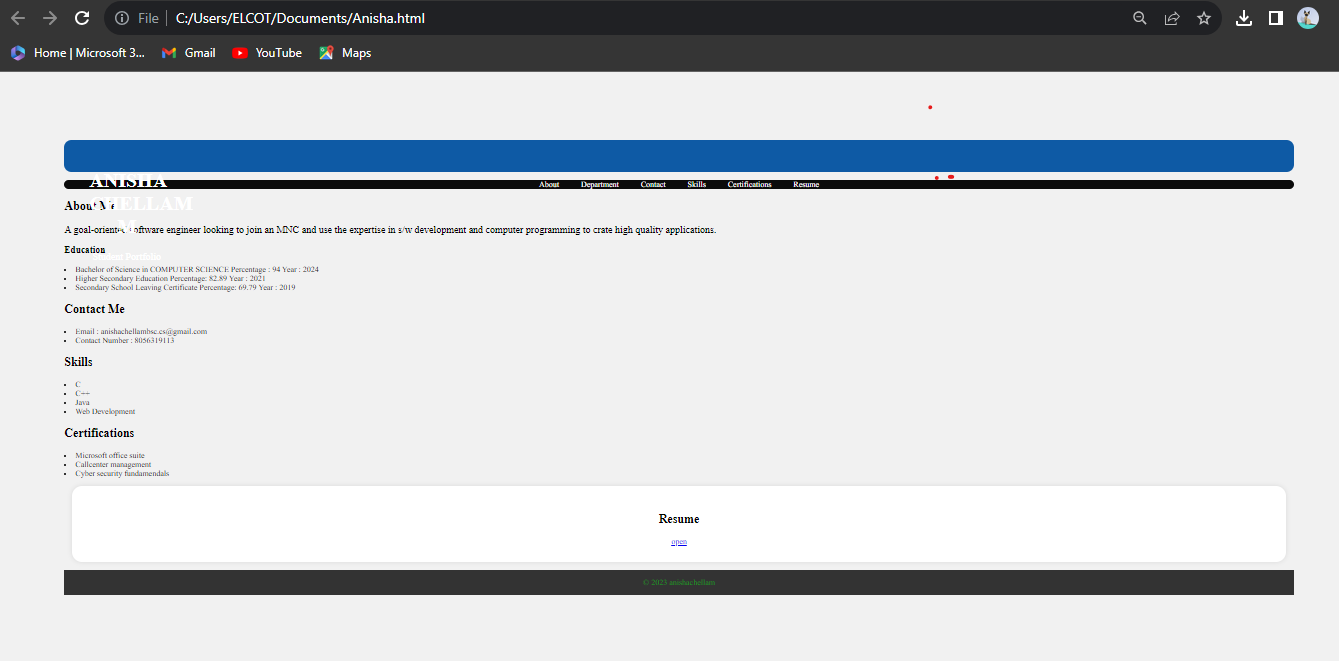 File C:/Users/ELCOT/Documents/Anisha.html
Home | Microsoft 3... Gmail YouTube Maps
ANISHA
CHELLAM
M
Student Portfolio
About Department Contact Skills Certifications Resume
About Me
A goal-oriented software engineer looking to join an MNC and use the expertise in s/w development and computer programming to crate high quality applications.
Education
Bachelor of Science in COMPUTER SCIENCE Percentage : 94 Year : 2024
Higher Secondary Education Percentage: 82.89 Year : 2021
Secondary School Leaving Certificate Percentage: 69.79 Year : 2019
Contact Me
Email : anishachellambsc.cs@gmail.com
Contact Number : 8056319113
Skills
C
C++
Java
Web Development
Certifications
Microsoft office suite
Callcenter management
Cyber security fundamendals
Resume
open
© 2023 anishachellam